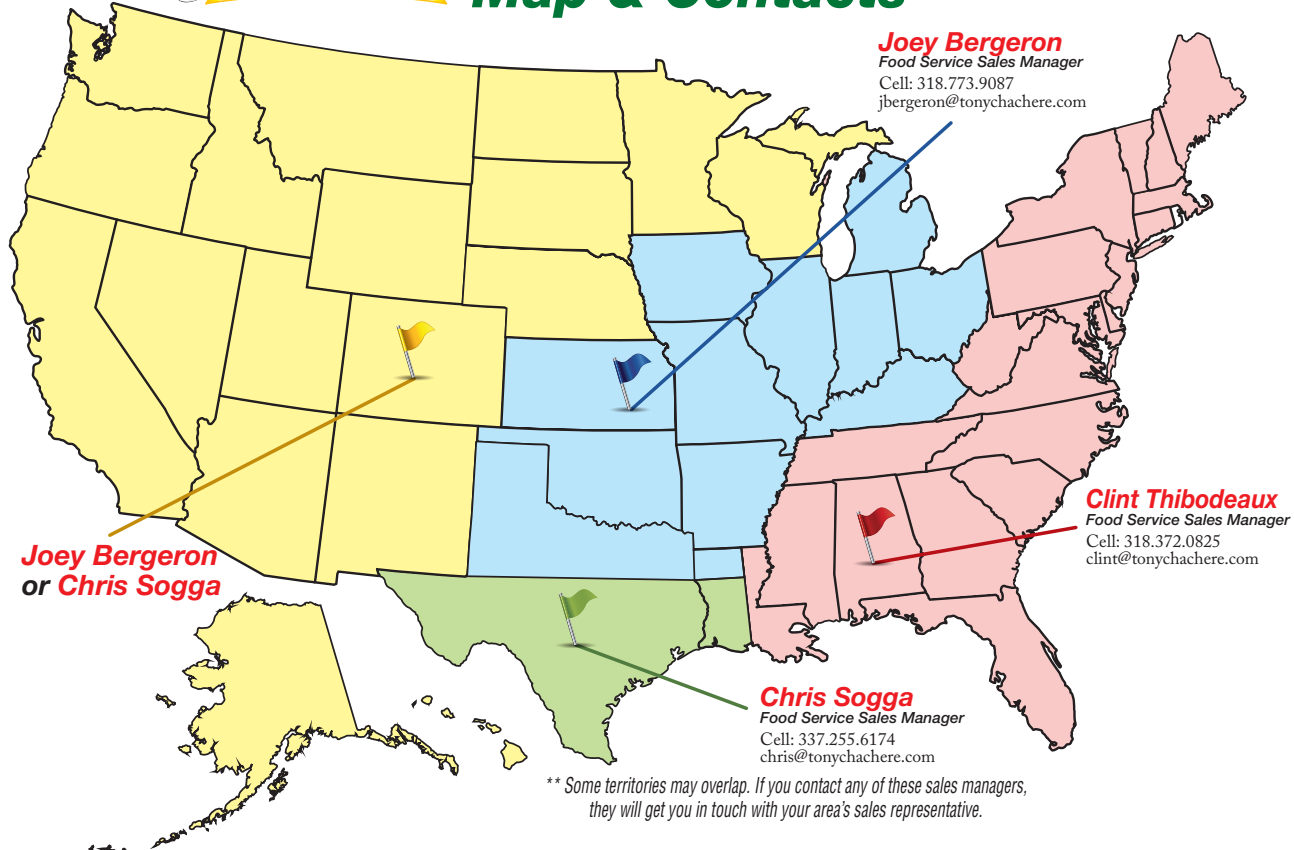 Map & Contacts
Joey Bergeron
Food Service Sales Manager
Cell: 318.773.9087
jbergeron@tonychachere.com
Clint Thibodeaux
Food Service Sales Manager
Cell: 318.372.0825
clint@tonychachere.com
Joey Bergeron
or Chris Sogga
Chris Sogga
Food Service Sales Manager
Cell: 337.255.6174
chris@tonychachere.com
** Some territories may overlap. If you contact any of these sales managers,
they will get you in touch with your area's sales representative.